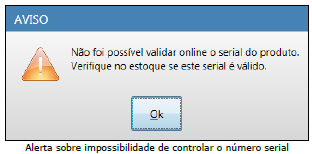 AVISO
Não foi possível validar online o serial do produto.
Verifique no estoque se este serial é válido.
Ok
Alerta sobre impossibilidade de controlar o número serial